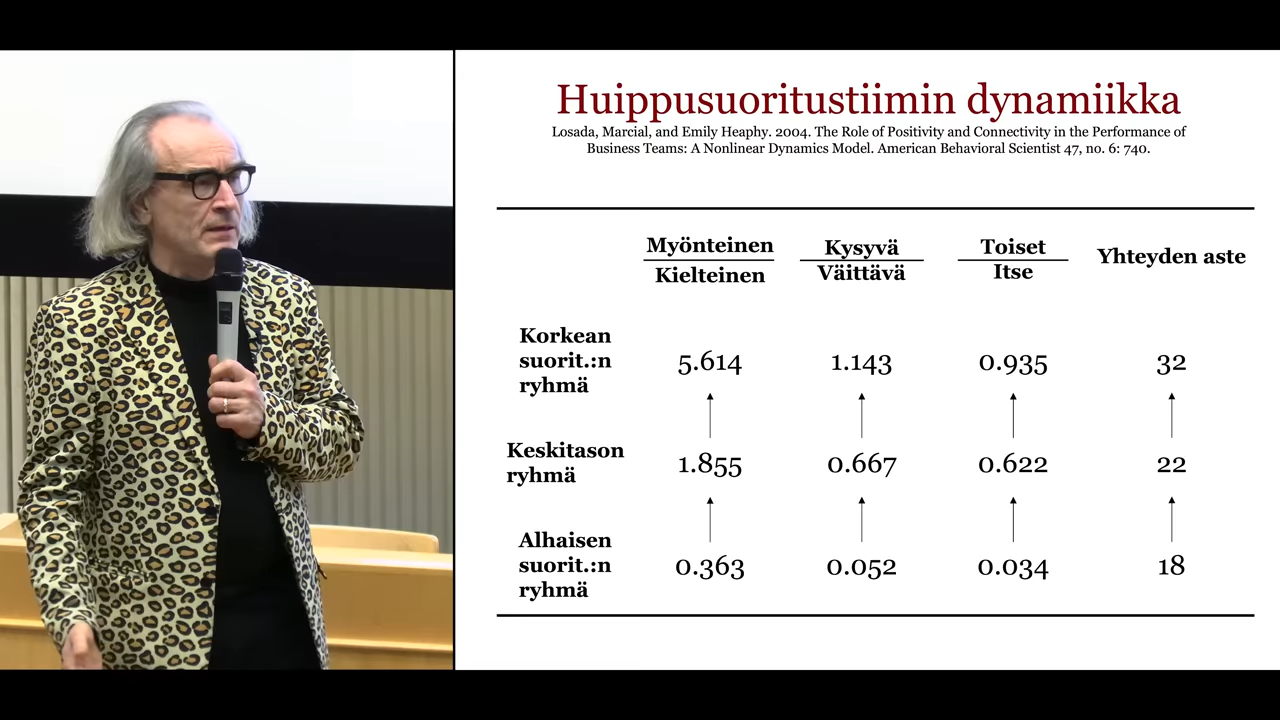 Huippusuoritustiimin dynamiikka
Losada, Marcial, and Emily Heaphy. 2004. The Role of Positivity and Connectivity in the Performance of
Business Teams: A Nonlinear Dynamics Model. American Behavioral Scientist 47, no. 6: 740.
Myönteinen
Kielteinen
Kysyvä
Väittävä
Toiset
Itse
Yhteyden aste
Korkean
suorit.:n
ryhmä
5.614 1.143 0.935 32
Keskitason
ryhmä
1.855 0.667 0.622 22
Alhaisen
suorit.:n
ryhmä
0.363 0.052 0.034 18